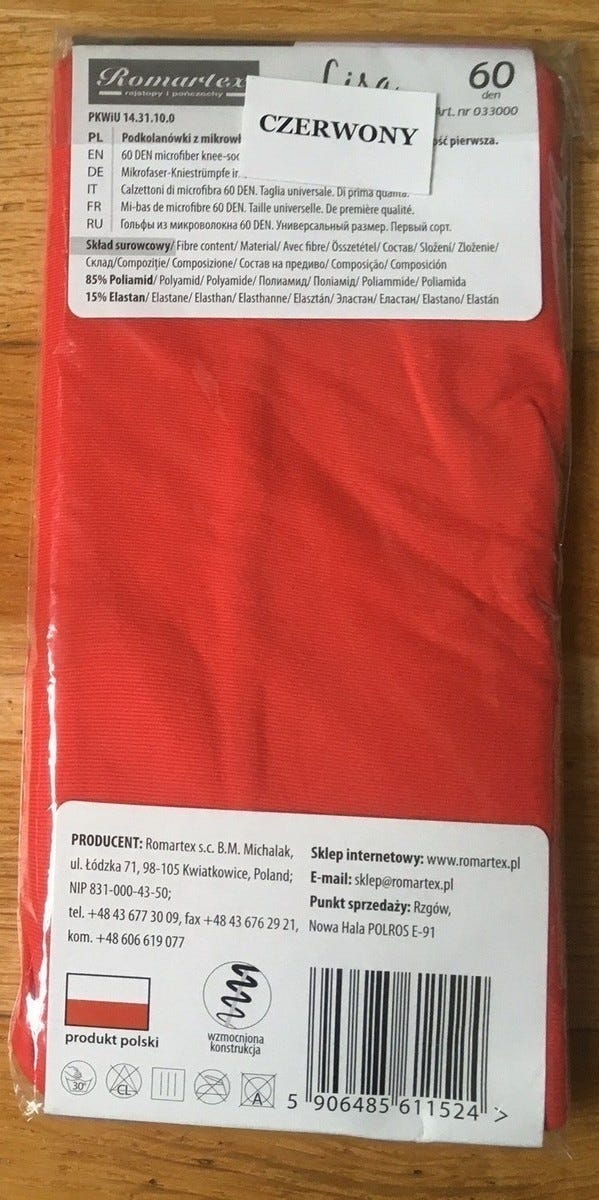 Romartex
rajstopy i pończochy
Lisa
60
den
Art. nr 033000
CZERWONY
PKWiU 14.31.10.0
PL Podkolanówki z mikrowł pierwsza.
EN 60 DEN microfiber knee-soc
DE Mikrofaser-Kniestrümpfe
IT Calzettoni di microfibra 60 DEN. Taglia universale. Di prima qualità.
FR Mi-bas de microfibre 60 DEN. Taille universelle. De première qualité.
RU Гольфы из микроволокна 60 DEN. Универсальный размер. Первый сорт.
Skład surowcowy/ Fibre content/ Material/ Avec fibre/ Összetétel/ Состав/ Složení/ Zloženie/
Склад/Compoziție/ Compozizione/ Състав на предиво/ Composição/ Composición
85% Poliamid/ Polyamid/ Polyamide/ Полиамид/ Поліамід/ Poliammide/ Poliamida
15% Elastan/ Elastane/ Elasthan/ Elasthanne/ Elasztán/ Эластан/ Еластан/ Elastano/ Elastán
PRODUCENT: Romartex s.c. B.M. Michalak,
ul. Łódzka 71, 98-105 Kwiatkowice, Poland;
NIP 831-000-43-50;
tel. +48 43 677 30 09, fax +48 43 676 29 21,
kom. +48 606 619 077
Sklep internetowy: www.romartex.pl
E-mail: sklep@romartex.pl
Punkt sprzedaży: Rzgów,
Nowa Hala POLROS E-91
produkt polski
wzmocniona
konstrukcja
30°
CL
A
5 906485 611524 >